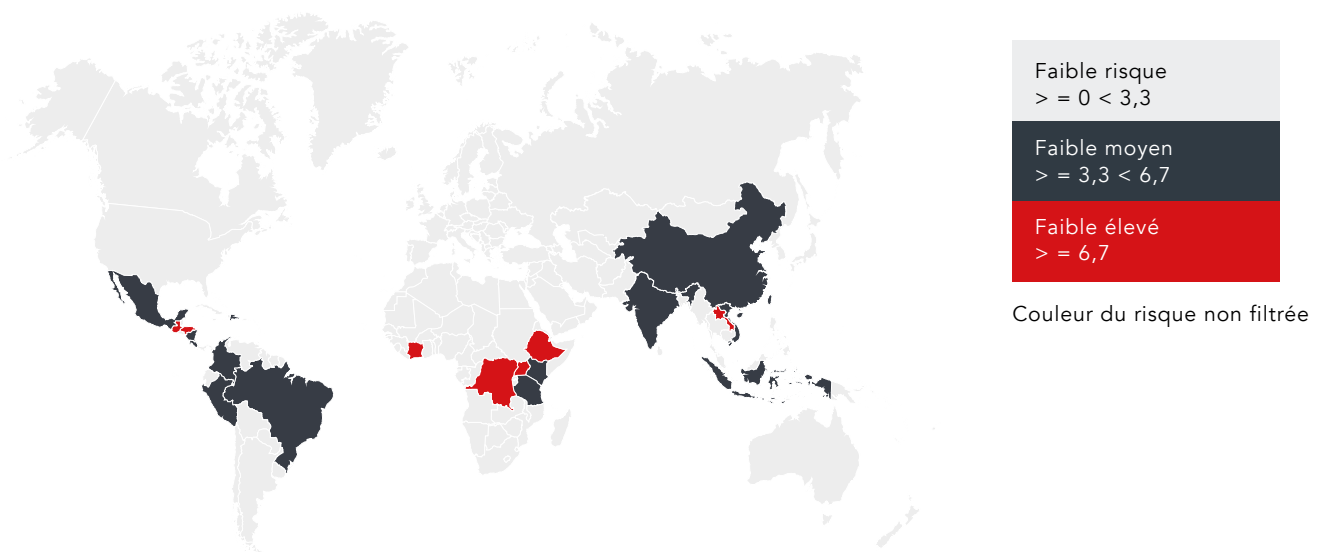 Faible risque
> = 0 < 3,3
Faible moyen
> = 3,3 < 6,7
Faible élevé
> = 6,7
Couleur du risque non filtrée